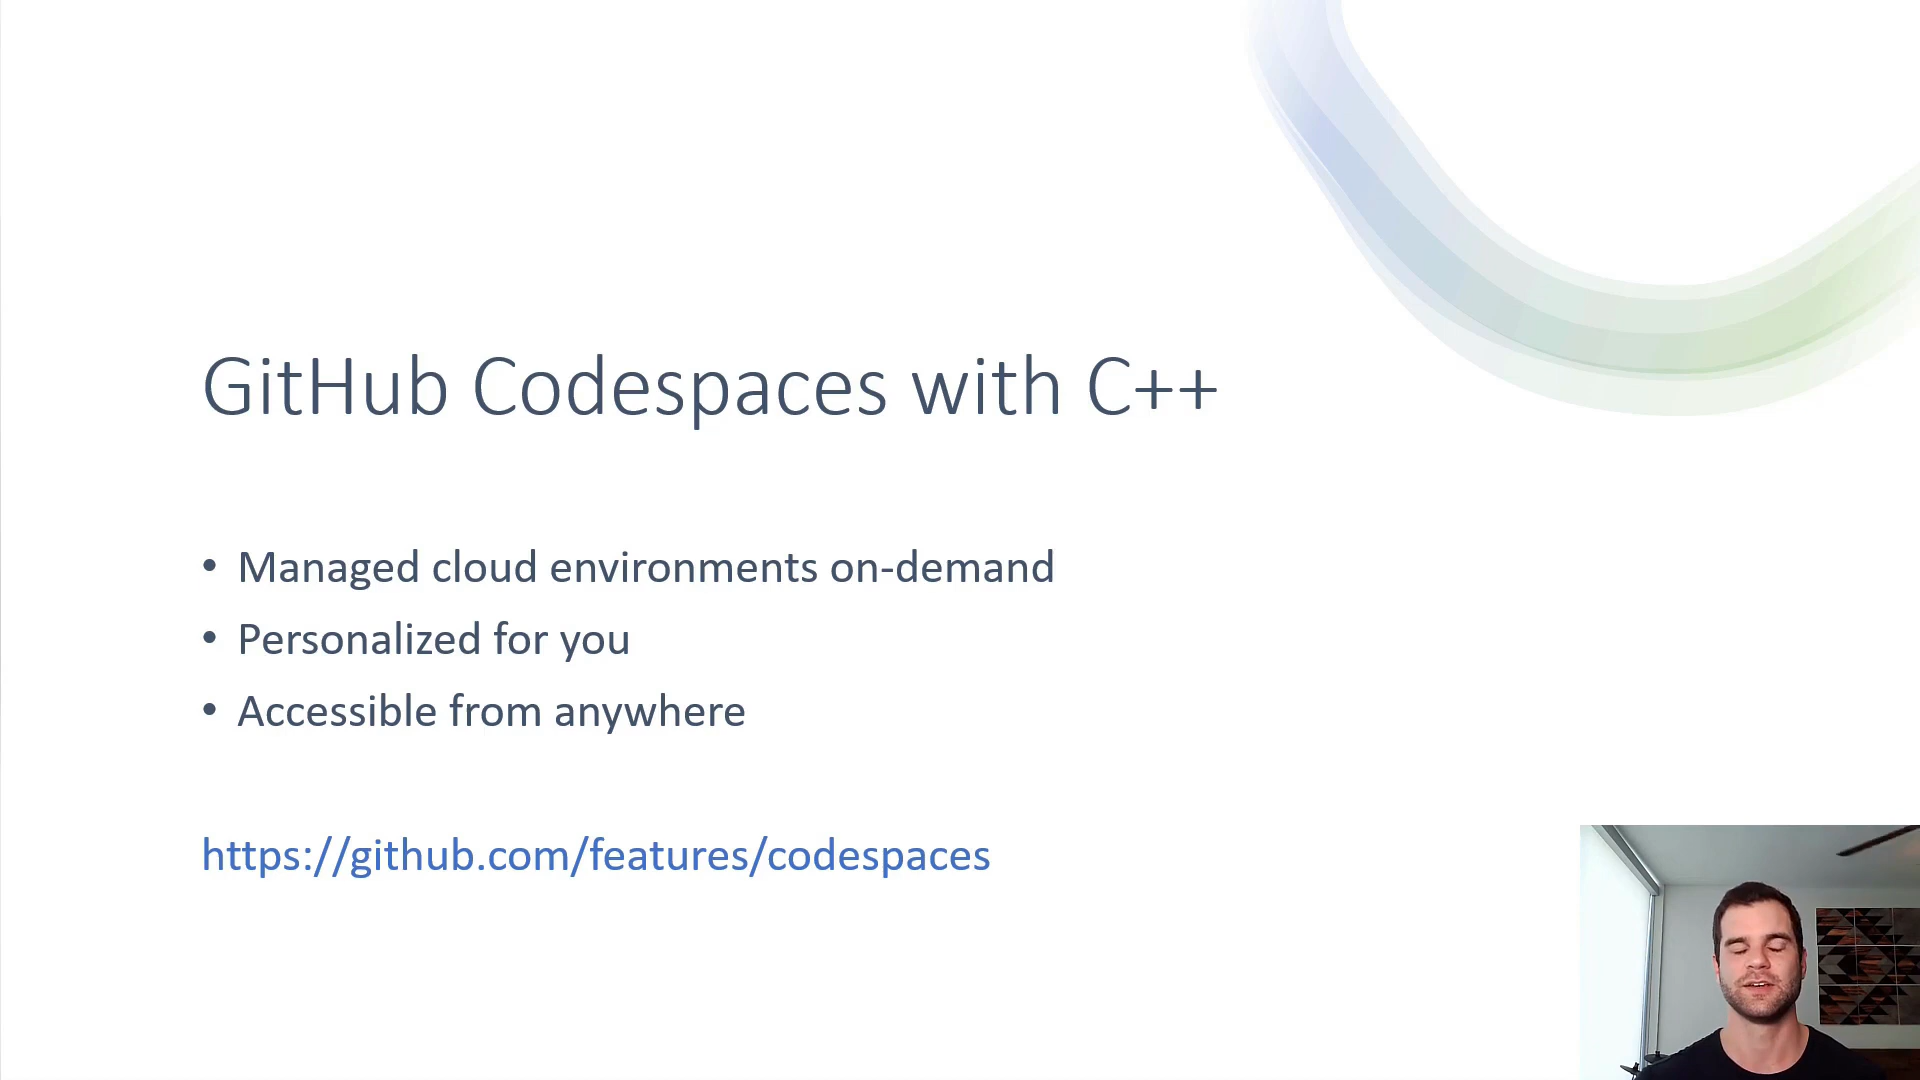 GitHub Codespaces with C++
• Managed cloud environments on-demand
• Personalized for you
• Accessible from anywhere
https://github.com/features/codespaces